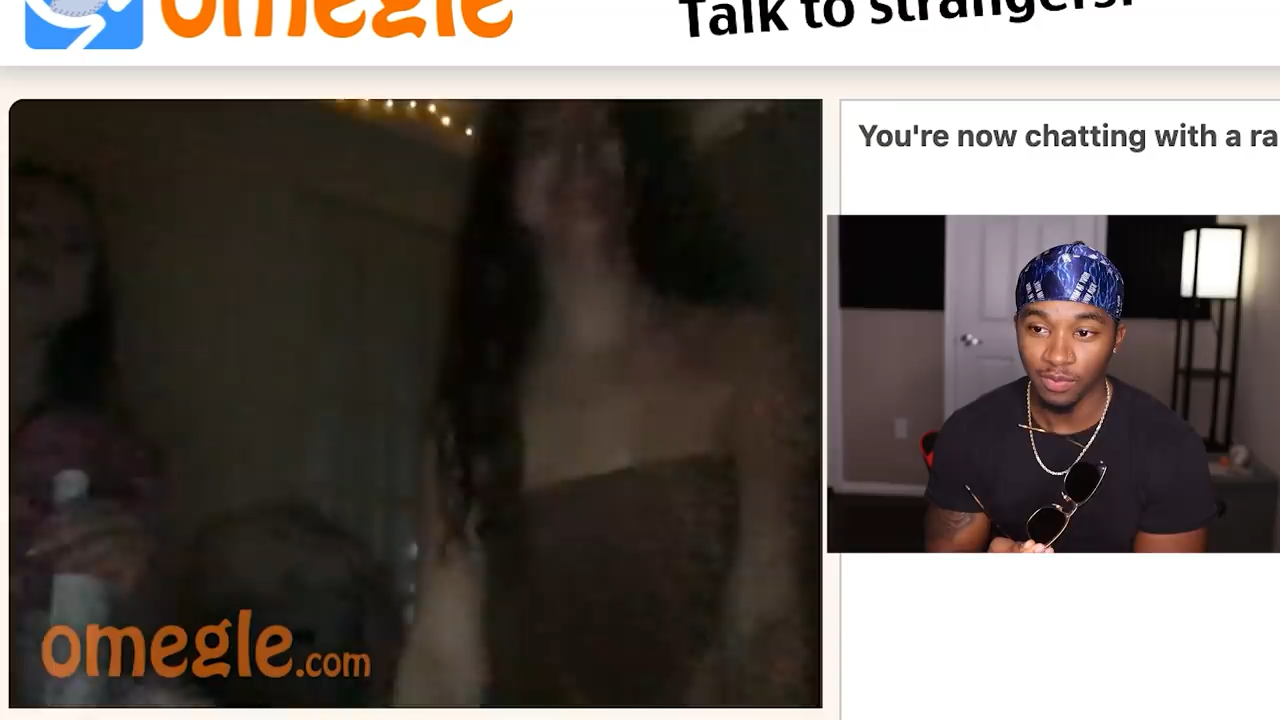 omegle
Talk to strangers!
You're now chatting with a ra
omegle.com